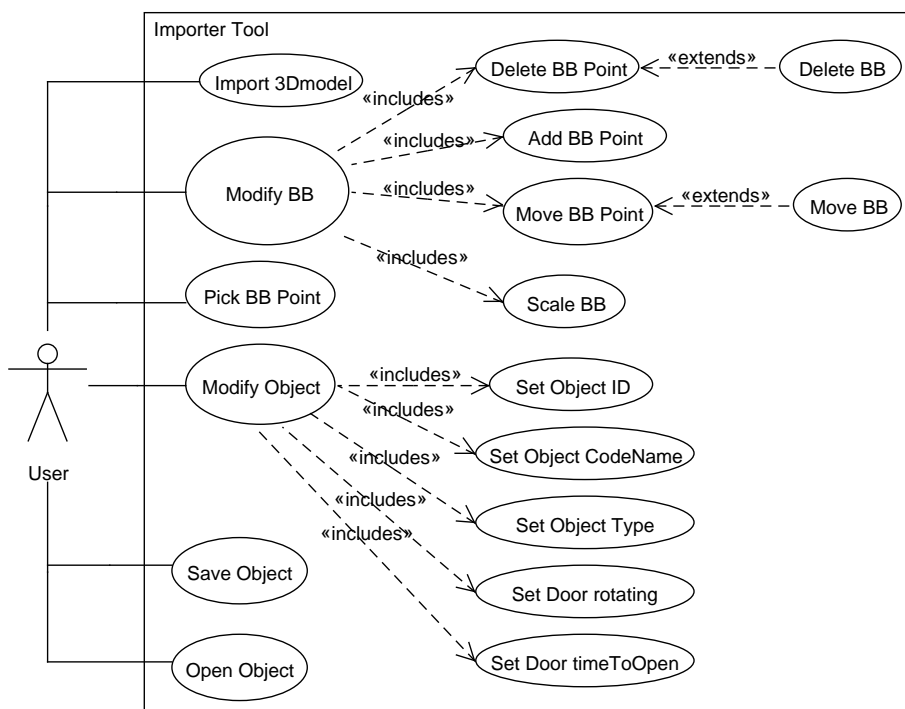 Importer Tool
Import 3Dmodel
Delete BB Point
«extends»
Delete BB
«includes»
Add BB Point
«includes»
Modify BB
«includes»
Move BB Point
«extends»
Move BB
«includes»
Pick BB Point
Scale BB
Modify Object
«includes»
Set Object ID
«includes»
Set Object CodeName
User
«includes»
Set Object Type
«includes»
«includes»
Save Object
Set Door rotating
Open Object
Set Door timeToOpen